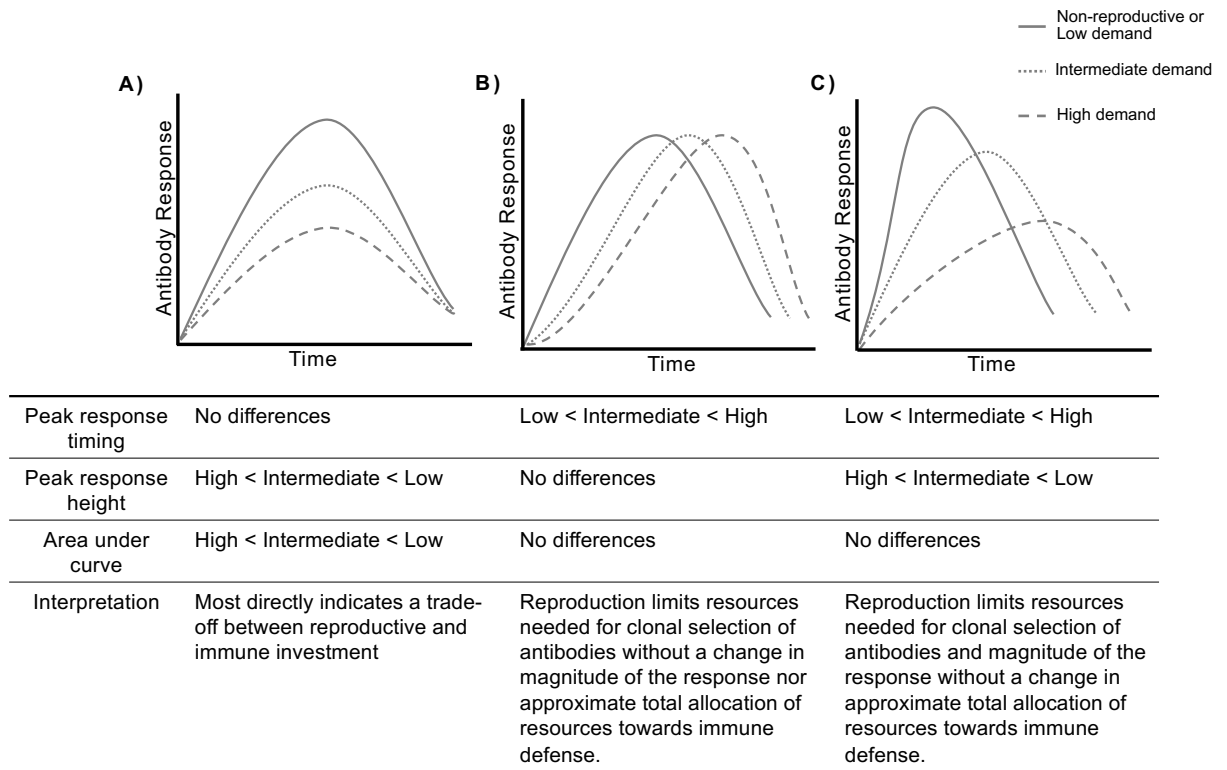 Non-reproductive or
Low demand
Intermediate demand
High demand
A)
Antibody Response
Time
B)
Antibody Response
Time
C)
Antibody Response
Time
Peak response
timing
No differences
Low < Intermediate < High
Low < Intermediate < High
Peak response
height
High < Intermediate < Low
No differences
High < Intermediate < Low
Area under
curve
High < Intermediate < Low
No differences
No differences
Interpretation
Most directly indicates a trade-
off between reproductive and
immune investment
Reproduction limits resources
needed for clonal selection of
antibodies without a change in
magnitude of the response nor
approximate total allocation of
resources towards immune
defense.
Reproduction limits resources
needed for clonal selection of
antibodies and magnitude of the
response without a change in
approximate total allocation of
resources towards immune
defense.